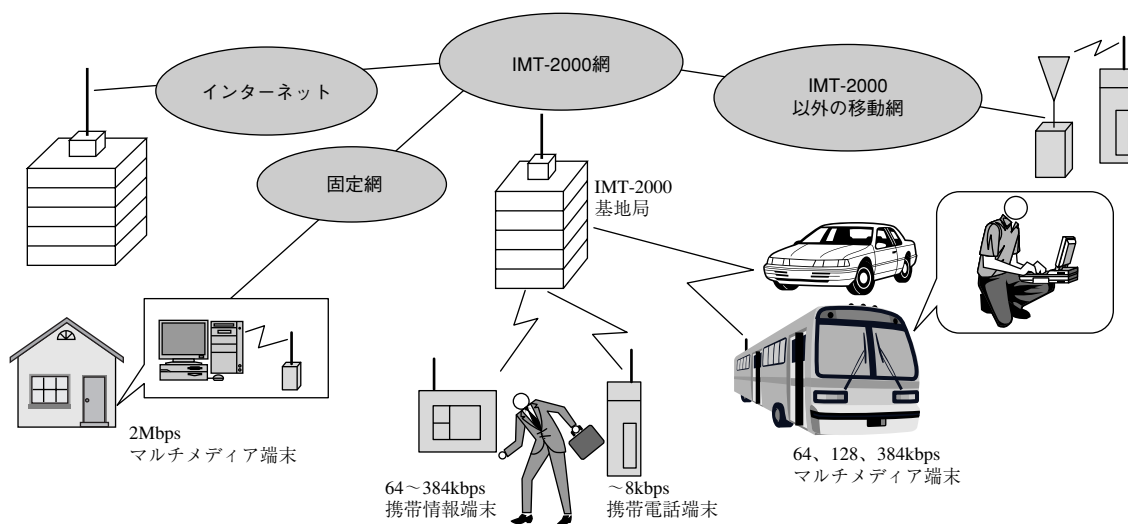 IMT-2000網
インターネット
IMT-2000
以外の移動網
固定網
IMT-2000
基地局
2Mbps
マルチメディア端末
64～384kbps
携帯情報端末
～8kbps
携帯電話端末
64、128、384kbps
マルチメディア端末